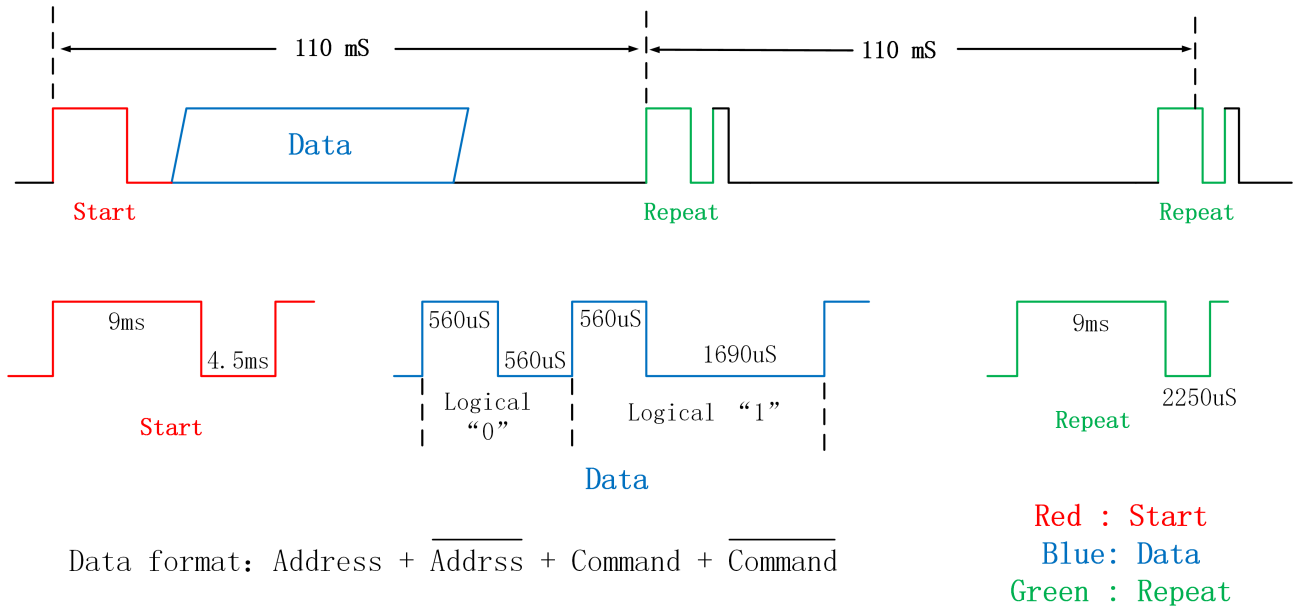 110 mS
110 mS
Data
Start
Repeat
Repeat
9ms
4.5ms
Start
560uS
560uS
560uS
1690uS
Logical “0”
Logical “1”
Data
9ms
2250uS
Repeat
Red : Start
Blue: Data
Green : Repeat
Data format: Address + Addrss + Command + Command